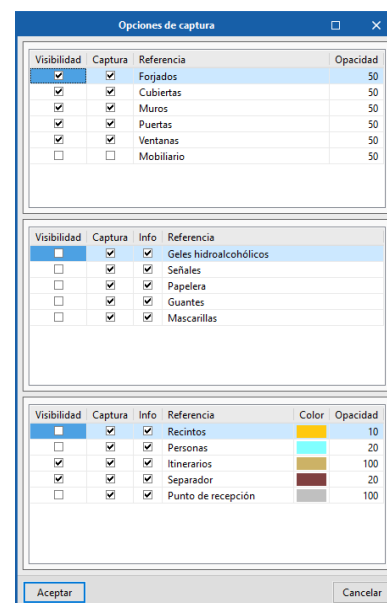 Opciones de captura
Visibilidad Captura Referencia Opacidad
Forjados 50
Cubiertas 50
Muros 50
Puertas 50
Ventanas 50
Mobiliario 50
Visibilidad Captura Info Referencia
Geles hidroalcohólicos
Señales
Papelera
Guantes
Mascarillas
Visibilidad Captura Info Referencia Color Opacidad
Recintos 10
Personas 20
Itinerarios 100
Separador 20
Punto de recepción 100
Aceptar Cancelar